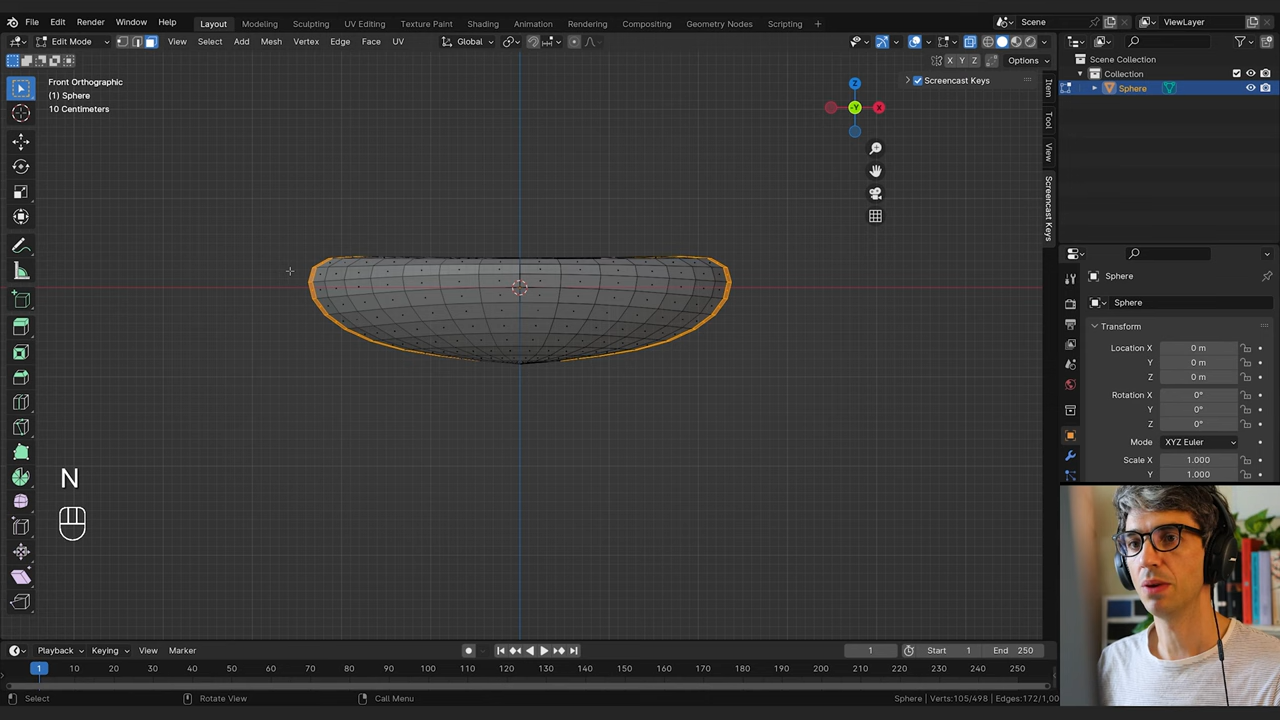 File Edit Render Window Help Layout Modeling Sculpting UV Editing Texture Paint Shading Animation Rendering Compositing Geometry Nodes Scripting + Scene ViewLayer
Edit Mode View Select Add Mesh Vertex Edge Face UV Global
X Y Z Options
Front Orthographic
(1) Sphere
10 Centimeters
Screencast Keys
Z
-Y
X
Item
Tool
View
Screencast Keys
Scene Collection
Collection
Sphere
Sphere
Sphere
Transform
Location X 0 m
Y 0 m
Z 0 m
Rotation X 0°
Y 0°
Z 0°
Mode XYZ Euler
Scale X 1.000
Y 1.000
N
Playback Keying View Marker 1 Start 1 End 250
1 10 20 30 40 50 60 70 80 90 100 110 120 130 140 150 160 170 180 190 200 210 220 230 240 250
Select Rotate View Call Menu Sphere | Verts:105/498 | Edges:172/1,00